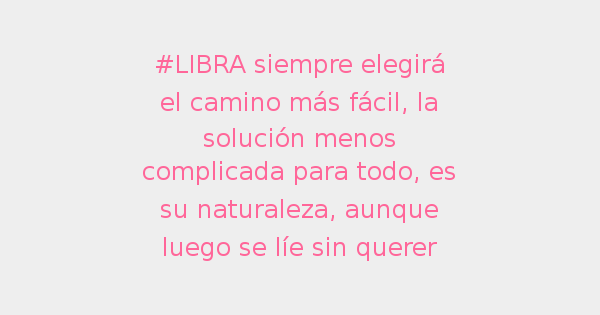 #LIBRA siempre elegirá
el camino más fácil, la
solución menos
complicada para todo, es
su naturaleza, aunque
luego se líe sin querer